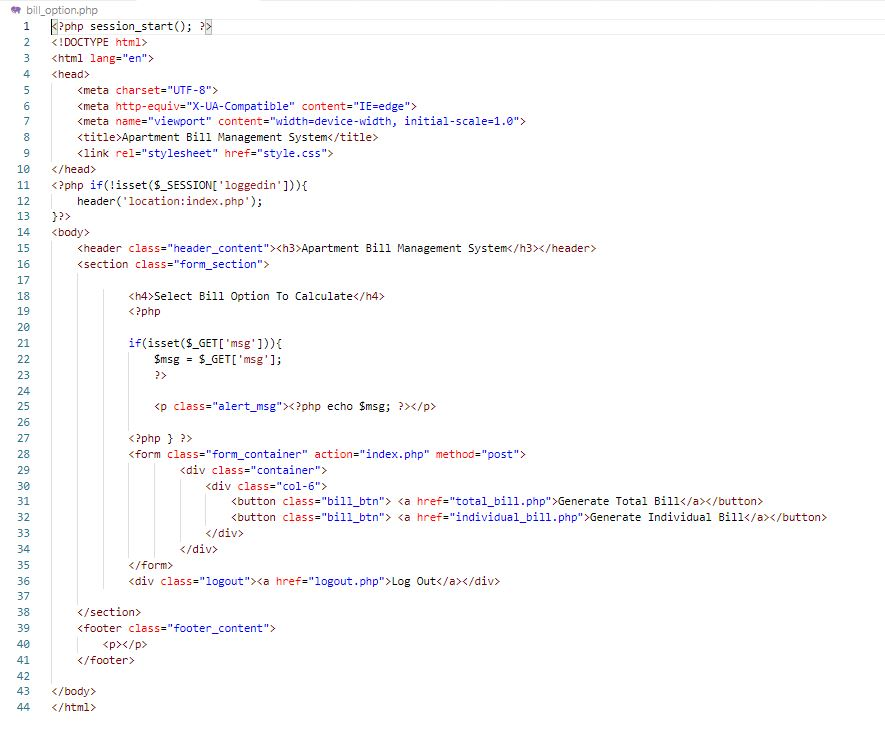 bill_option.php
1 <?php session_start(); ?>
2 <!DOCTYPE html>
3 <html lang="en">
4 <head>
5 <meta charset="UTF-8">
6 <meta http-equiv="X-UA-Compatible" content="IE=edge">
7 <meta name="viewport" content="width=device-width, initial-scale=1.0">
8 <title>Apartment Bill Management System</title>
9 <link rel="stylesheet" href="style.css">
10 </head>
11 <?php if(!isset($_SESSION['loggedin'])){
12 header('location:index.php');
13 }?>
14 <body>
15 <header class="header_content"><h3>Apartment Bill Management System</h3></header>
16 <section class="form_section">
17
18 <h4>Select Bill Option To Calculate</h4>
19 <?php
20
21 if(isset($_GET['msg'])){
22 $msg = $_GET['msg'];
23 ?>
24
25 <p class="alert_msg"><?php echo $msg; ?></p>
26
27 <?php } ?>
28 <form class="form_container" action="index.php" method="post">
29 <div class="container">
30 <div class="col-6">
31 <button class="bill_btn"> <a href="total_bill.php">Generate Total Bill</a></button>
32 <button class="bill_btn"> <a href="individual_bill.php">Generate Individual Bill</a></button>
33 </div>
34 </div>
35 </form>
36 <div class="logout"><a href="logout.php">Log Out</a></div>
37
38 </section>
39 <footer class="footer_content">
40 <p></p>
41 </footer>
42
43 </body>
44 </html>